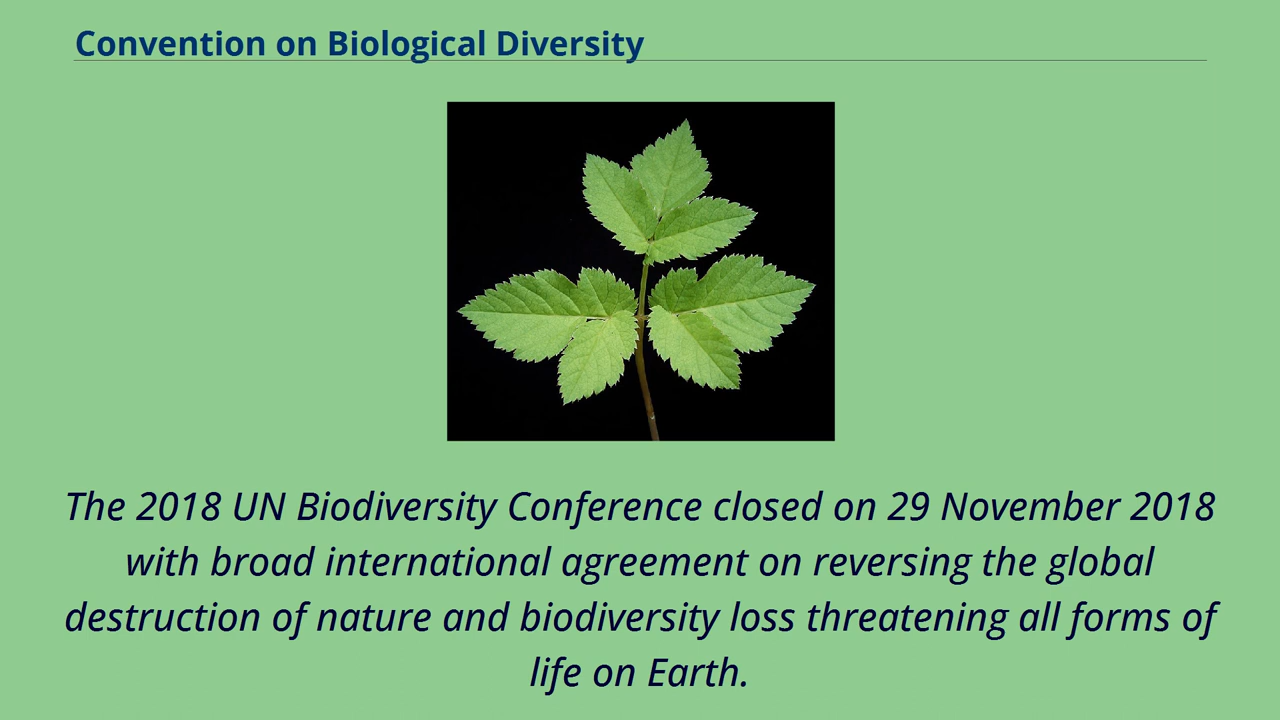 Convention on Biological Diversity
The 2018 UN Biodiversity Conference closed on 29 November 2018
with broad international agreement on reversing the global
destruction of nature and biodiversity loss threatening all forms of
life on Earth.